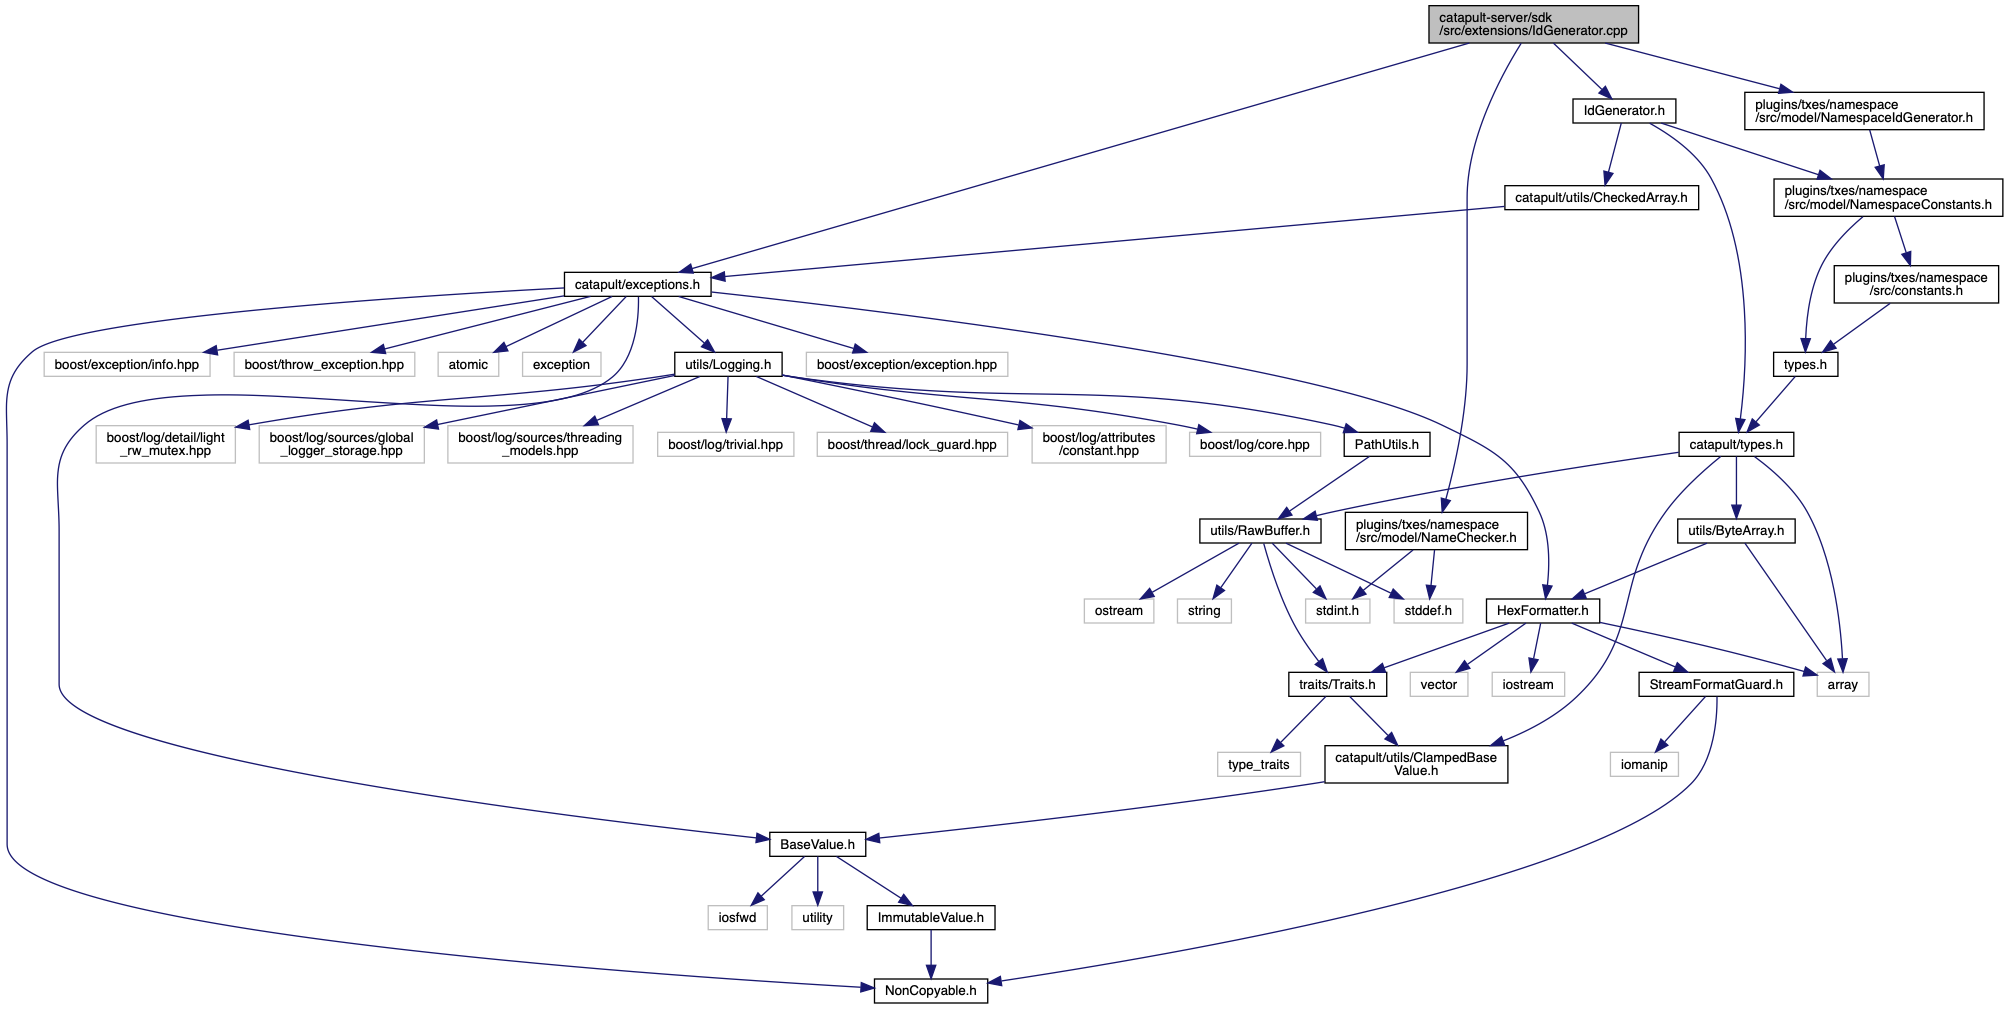 catapult-server/sdk
/src/extensions/IdGenerator.cpp
IdGenerator.h
plugins/txes/namespace
/src/model/NamespaceIdGenerator.h
catapult/utils/CheckedArray.h
plugins/txes/namespace
/src/model/NamespaceConstants.h
catapult/exceptions.h
plugins/txes/namespace
/src/constants.h
boost/exception/info.hpp
boost/throw_exception.hpp
atomic
exception
utils/Logging.h
boost/exception/exception.hpp
types.h
boost/log/detail/light
_rw_mutex.hpp
boost/log/sources/global
_logger_storage.hpp
boost/log/sources/threading
_models.hpp
boost/log/trivial.hpp
boost/thread/lock_guard.hpp
boost/log/attributes
/constant.hpp
boost/log/core.hpp
PathUtils.h
catapult/types.h
utils/RawBuffer.h
plugins/txes/namespace
/src/model/NameChecker.h
utils/ByteArray.h
ostream
string
stdint.h
stddef.h
HexFormatter.h
traits/Traits.h
vector
iostream
StreamFormatGuard.h
array
type_traits
catapult/utils/ClampedBase
Value.h
iomanip
BaseValue.h
iosfwd
utility
ImmutableValue.h
NonCopyable.h